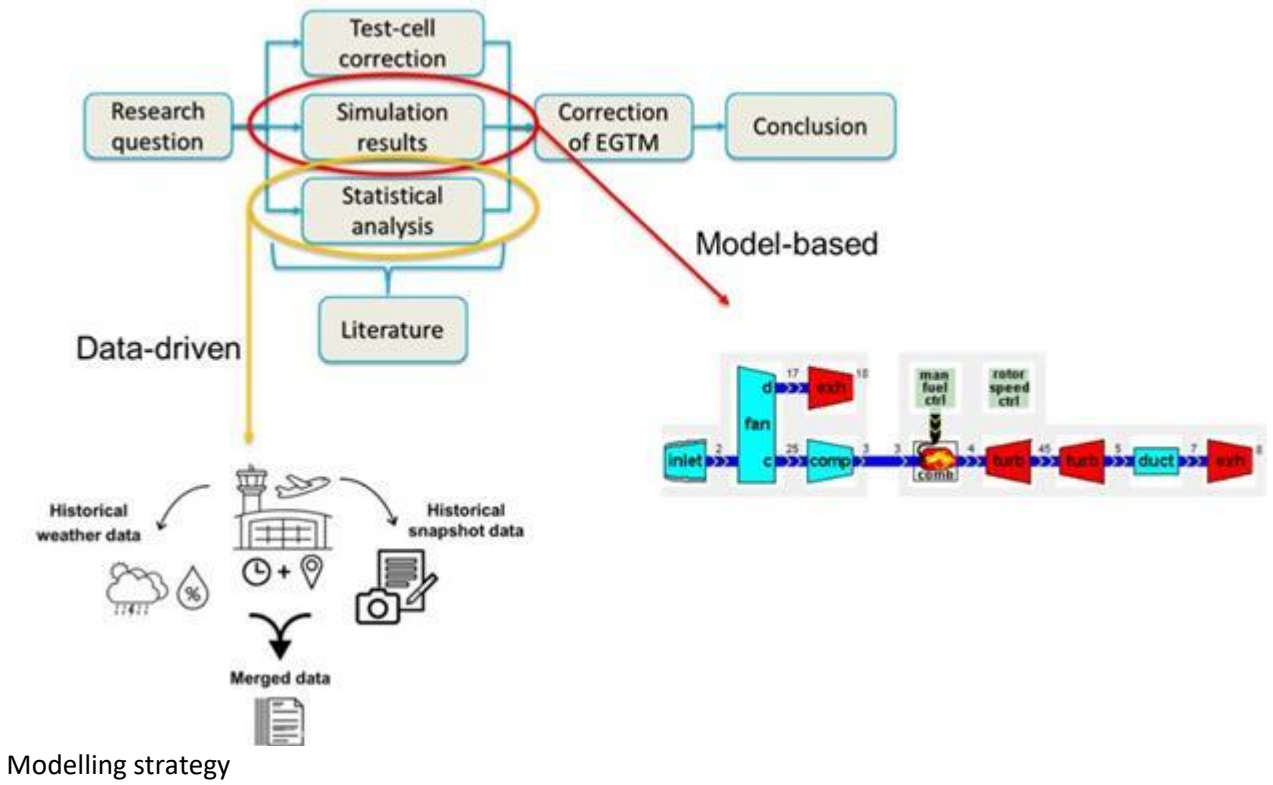 Test-cell
correction
Research
question
Simulation
results
Correction
of EGTM
Conclusion
Statistical
analysis
Literature
Model-based
Data-driven
Historical
weather data
%
Historical
snapshot data
+
Merged data
inlet
2
fan
d
17
exh
18
c
25
comp
3
3
man
fuel
ctrl
rotor
speed
ctrl
comb
4
turb
45
turb
5
duct
7
exh
8
Modelling strategy